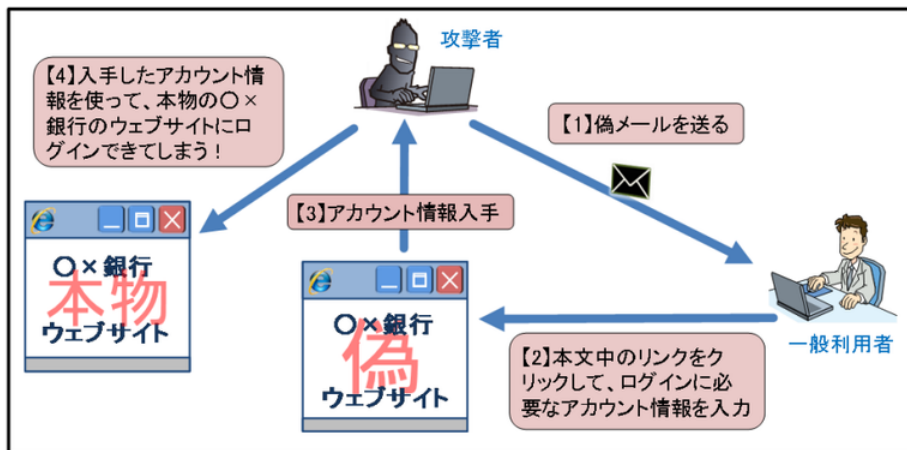 攻撃者
【4】入手したアカウント情
報を使って、本物の〇×
銀行のウェブサイトにロ
グインできてしまう！
【1】偽メールを送る
【3】アカウント情報入手
〇×銀行
本物
ウェブサイト
〇×銀行
偽
ウェブサイト
一般利用者
【2】本文中のリンクをク
リックして、ログインに必
要なアカウント情報を入力